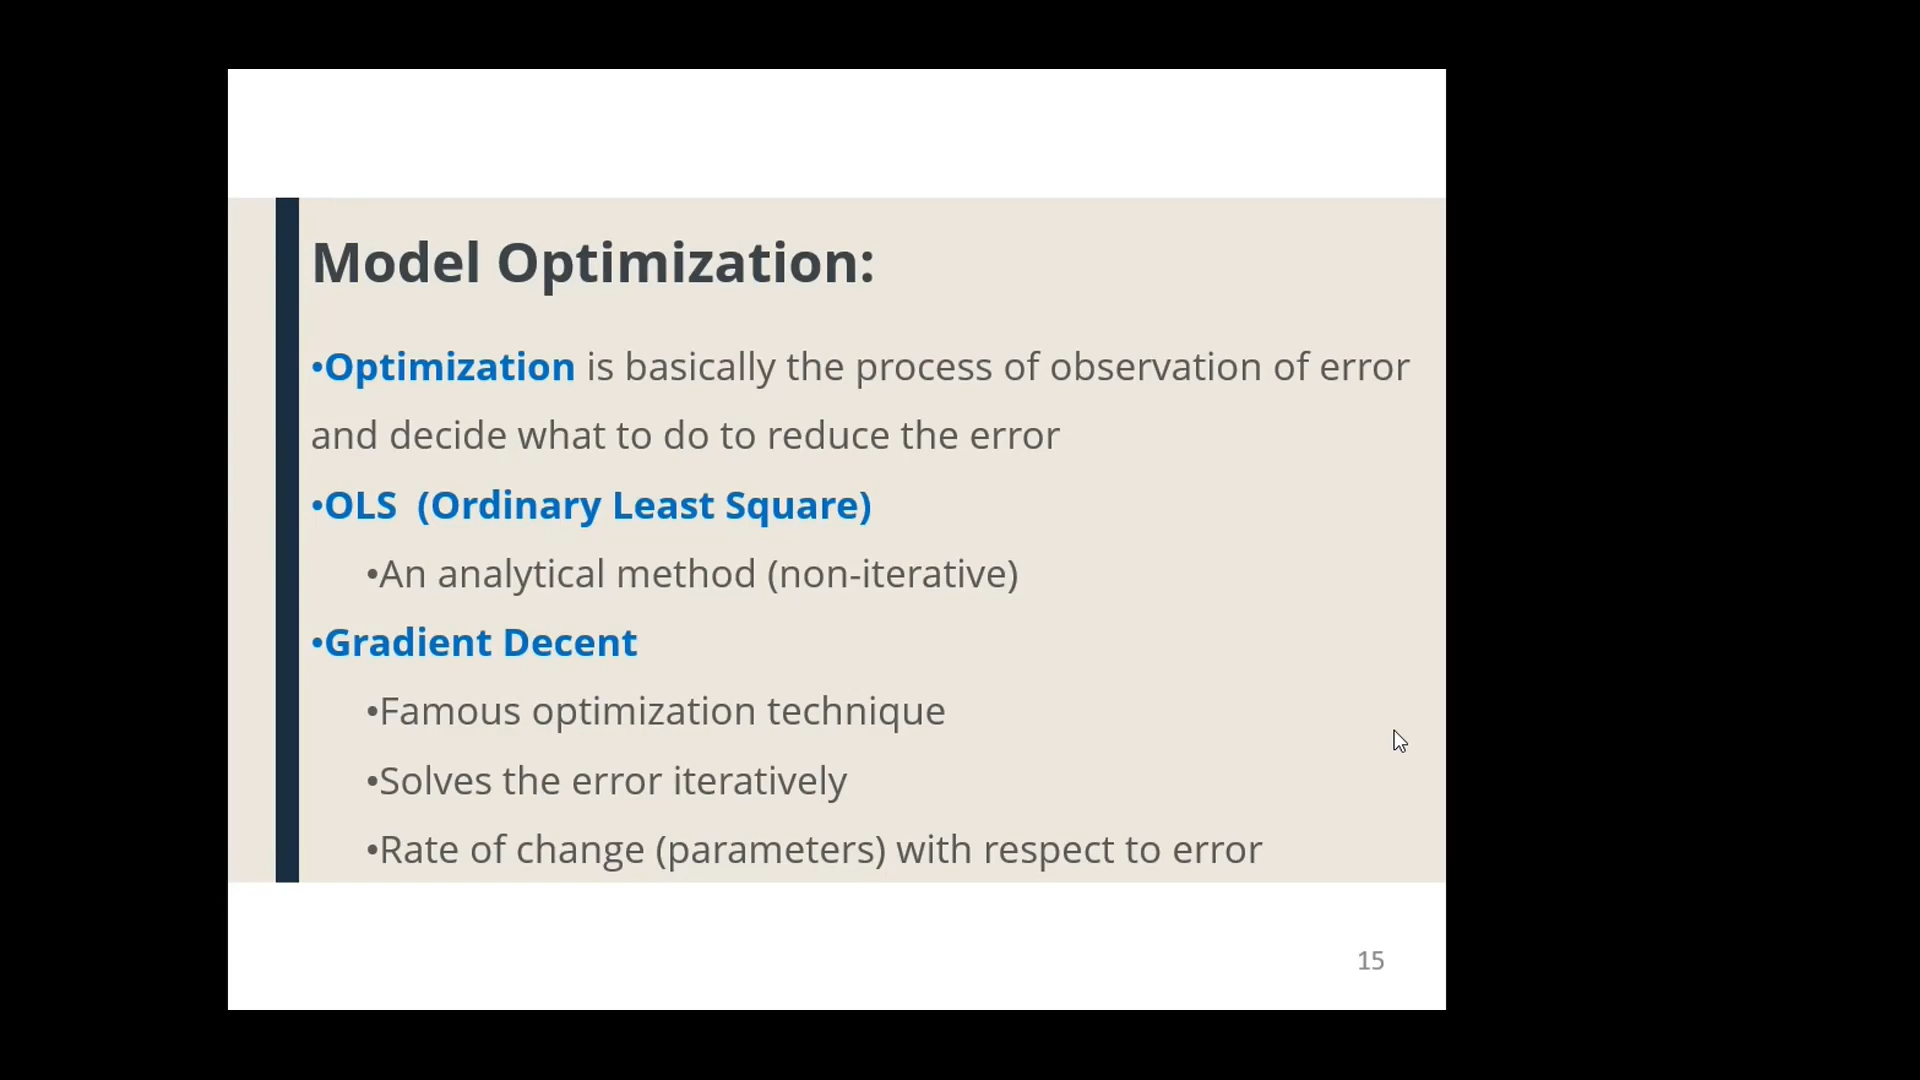 Model Optimization:
•Optimization is basically the process of observation of error
and decide what to do to reduce the error
•OLS  (Ordinary Least Square)
•An analytical method (non-iterative)
•Gradient Decent
•Famous optimization technique
•Solves the error iteratively
•Rate of change (parameters) with respect to error
15